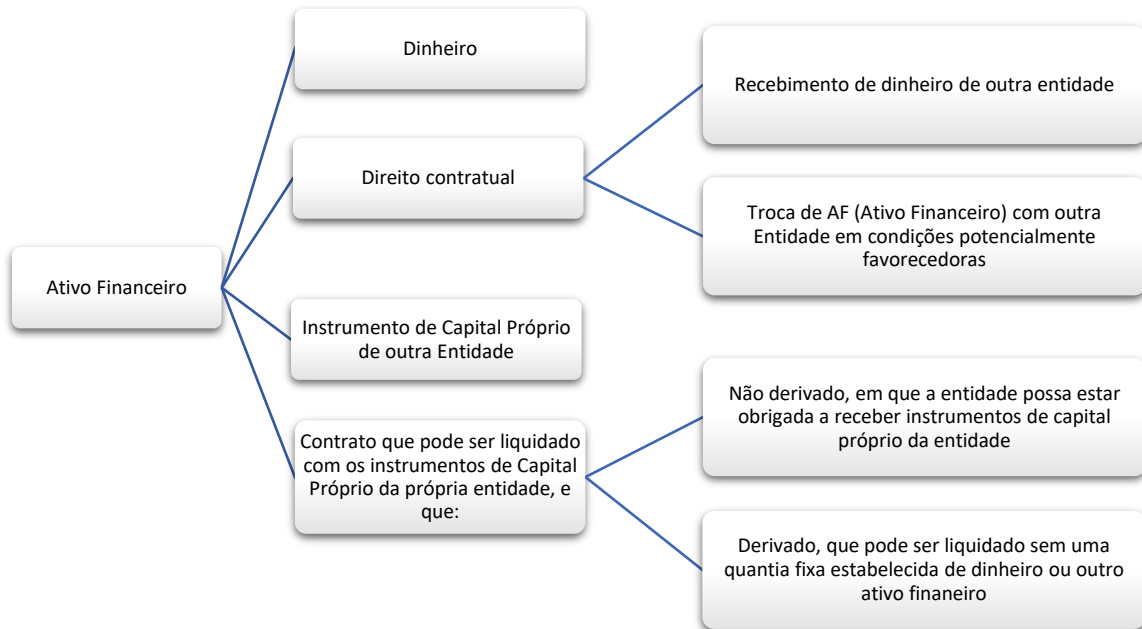 Ativo Financeiro
Dinheiro
Direito contratual
Recebimento de dinheiro de outra entidade
Troca de AF (Ativo Financeiro) com outra
Entidade em condições potencialmente
favorecedoras
Instrumento de Capital Próprio
de outra Entidade
Contrato que pode ser liquidado
com os instrumentos de Capital
Próprio da própria entidade, e
que:
Não derivado, em que a entidade possa estar
obrigada a receber instrumentos de capital
próprio da entidade
Derivado, que pode ser liquidado sem uma
quantia fixa estabelecida de dinheiro ou outro
ativo finaneiro